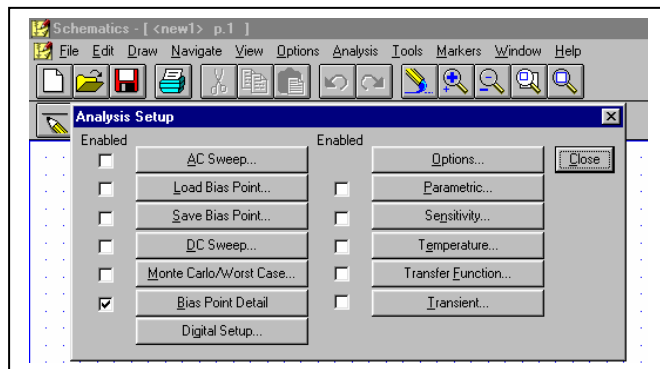 Schematics - [ <new1> p.1 ]
File Edit Draw Navigate View Options Analysis Tools Markers Window Help
Analysis Setup
Enabled Enabled
AC Sweep... Options... Close
Load Bias Point... Parametric...
Save Bias Point... Sensitivity...
DC Sweep... Temperature...
Monte Carlo/Worst Case... Transfer Function...
Bias Point Detail Transient...
Digital Setup...